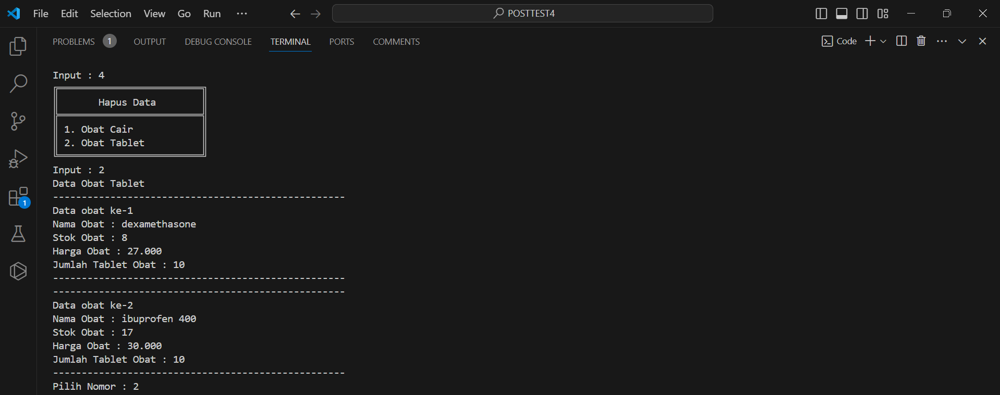 File Edit Selection View Go Run ··· POSTTEST4
PROBLEMS 1 OUTPUT DEBUG CONSOLE TERMINAL PORTS COMMENTS Code
Input : 4
Hapus Data
1. Obat Cair
2. Obat Tablet
Input : 2
Data Obat Tablet
---------------------------------------------------
Data obat ke-1
Nama Obat : dexamethasone
Stok Obat : 8
Harga Obat : 27.000
Jumlah Tablet Obat : 10
---------------------------------------------------
---------------------------------------------------
Data obat ke-2
Nama Obat : ibuprofen 400
Stok Obat : 17
Harga Obat : 30.000
Jumlah Tablet Obat : 10
---------------------------------------------------
Pilih Nomor : 2
1